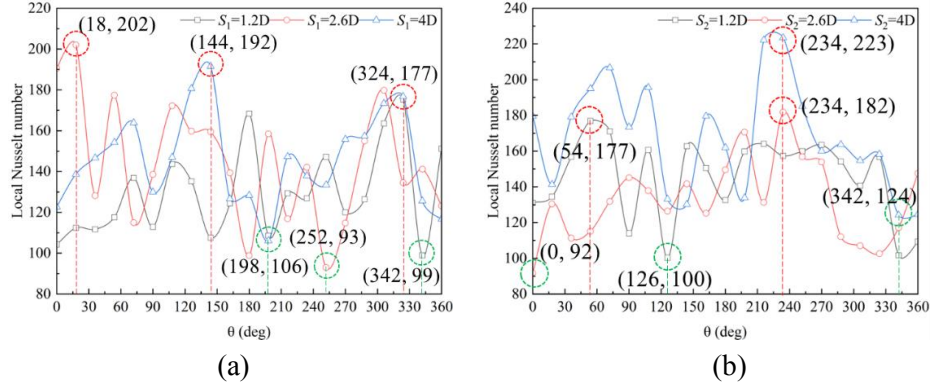 S₁=1.2D S₁=2.6D S₁=4D
(18, 202)
(144, 192)
(324, 177)
(252, 93)
(198, 106)
(342, 99)
Local Nusselt number
220
200
180
160
140
120
100
80
0 30 60 90 120 150 180 210 240 270 300 330 360
θ (deg)
(a)
S₂=1.2D S₂=2.6D S₂=4D
(234, 223)
(234, 182)
(54, 177)
(342, 124)
(0, 92)
(126, 100)
Local Nusselt number
240
220
200
180
160
140
120
100
80
0 30 60 90 120 150 180 210 240 270 300 330 360
θ (deg)
(b)